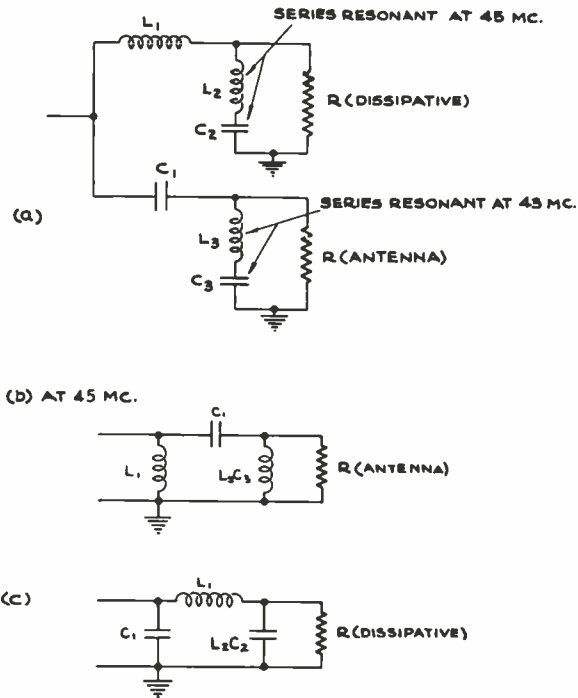 L1
SERIES RESONANT AT 45 MC.
L2
C2
R (DISSIPATIVE)
C1
(a)
SERIES RESONANT AT 43 MC.
L3
C3
R (ANTENNA)
(b) AT 45 MC.
C1
L1
L3C3
R (ANTENNA)
(c)
L1
C1
L2C2
R (DISSIPATIVE)